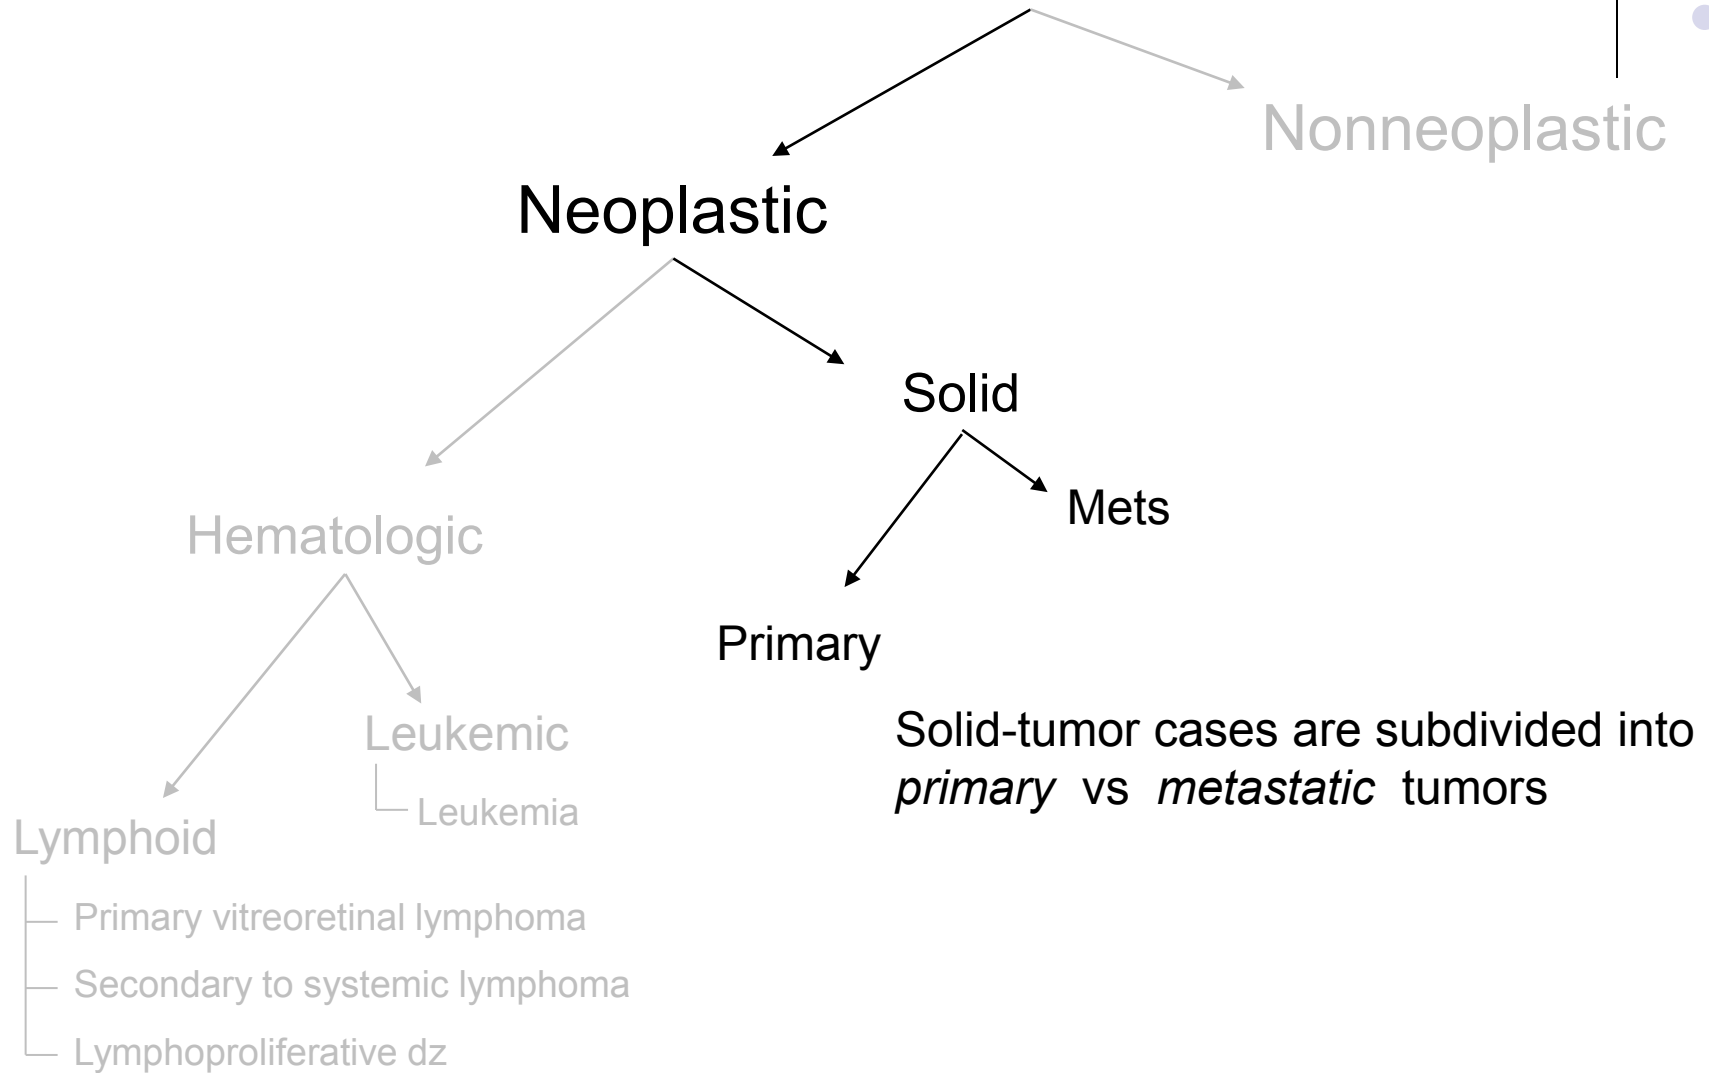 Nonneoplastic
Neoplastic
Solid
Mets
Hematologic
Primary
Leukemic
Leukemia
Solid-tumor cases are subdivided into
primary vs metastatic tumors
Lymphoid
Primary vitreoretinal lymphoma
Secondary to systemic lymphoma
Lymphoproliferative dz